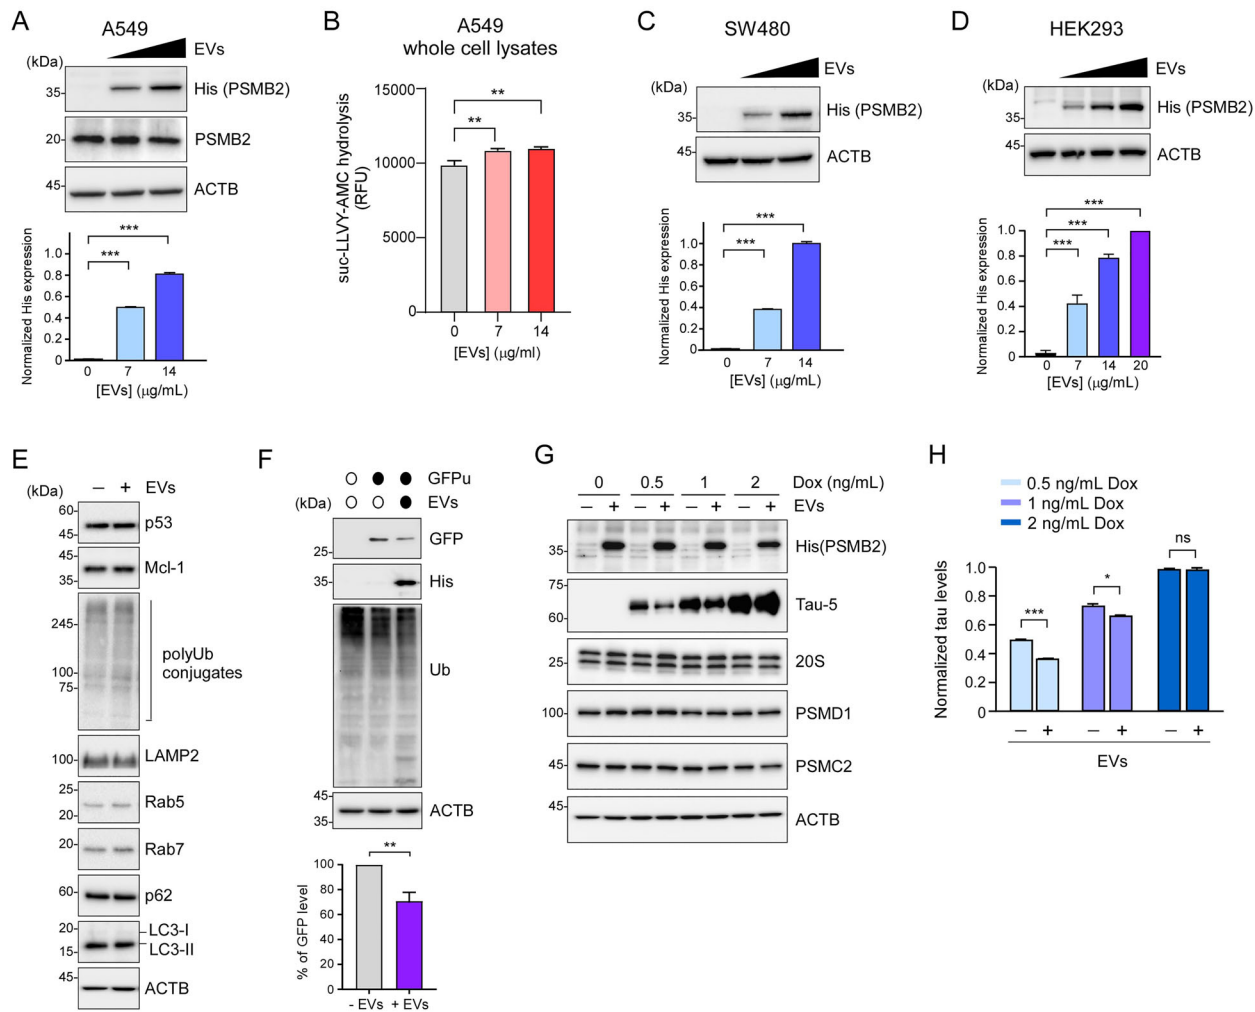 A
A549
EVs
(kDa)
35
His (PSMB2)
20
PSMB2
45
ACTB
Normalized His expression
***
***
1.0
0.8
0.6
0.4
0.2
0
0 7 14
[EVs] (μg/mL)
B
A549
whole cell lysates
suc-LLVY-AMC hydrolysis
(RFU)
15000
10000
5000
0
**
**
0 7 14
[EVs] (μg/ml)
C
SW480
EVs
(kDa)
35
His (PSMB2)
45
ACTB
Normalized His expression
***
***
1.0
0.8
0.6
0.4
0.2
0
0 7 14
[EVs] (μg/mL)
D
HEK293
EVs
(kDa)
35
His (PSMB2)
45
ACTB
Normalized His expression
***
***
***
1.0
0.8
0.6
0.4
0.2
0
0 7 14 20
[EVs] (μg/mL)
E
(kDa)
– + EVs
60
45
p53
45
35
Mcl-1
245
100
75
polyUb
conjugates
100
LAMP2
25
20
Rab5
20
Rab7
60
p62
20
15
LC3-I
LC3-II
45
ACTB
F
GFPu
(kDa)
EVs
25
GFP
35
His
Ub
45
35
ACTB
% of GFP level
**
100
80
60
40
20
0
- EVs + EVs
G
0 0.5 1 2 Dox (ng/mL)
(kDa)
– + – + – + – + EVs
35
His(PSMB2)
75
60
Tau-5
25
20S
100
PSMD1
45
PSMC2
45
ACTB
H
0.5 ng/mL Dox
1 ng/mL Dox
2 ng/mL Dox
Normalized tau levels
1.0
0.8
0.6
0.4
0.2
0
***
*
ns
– + – + – +
EVs